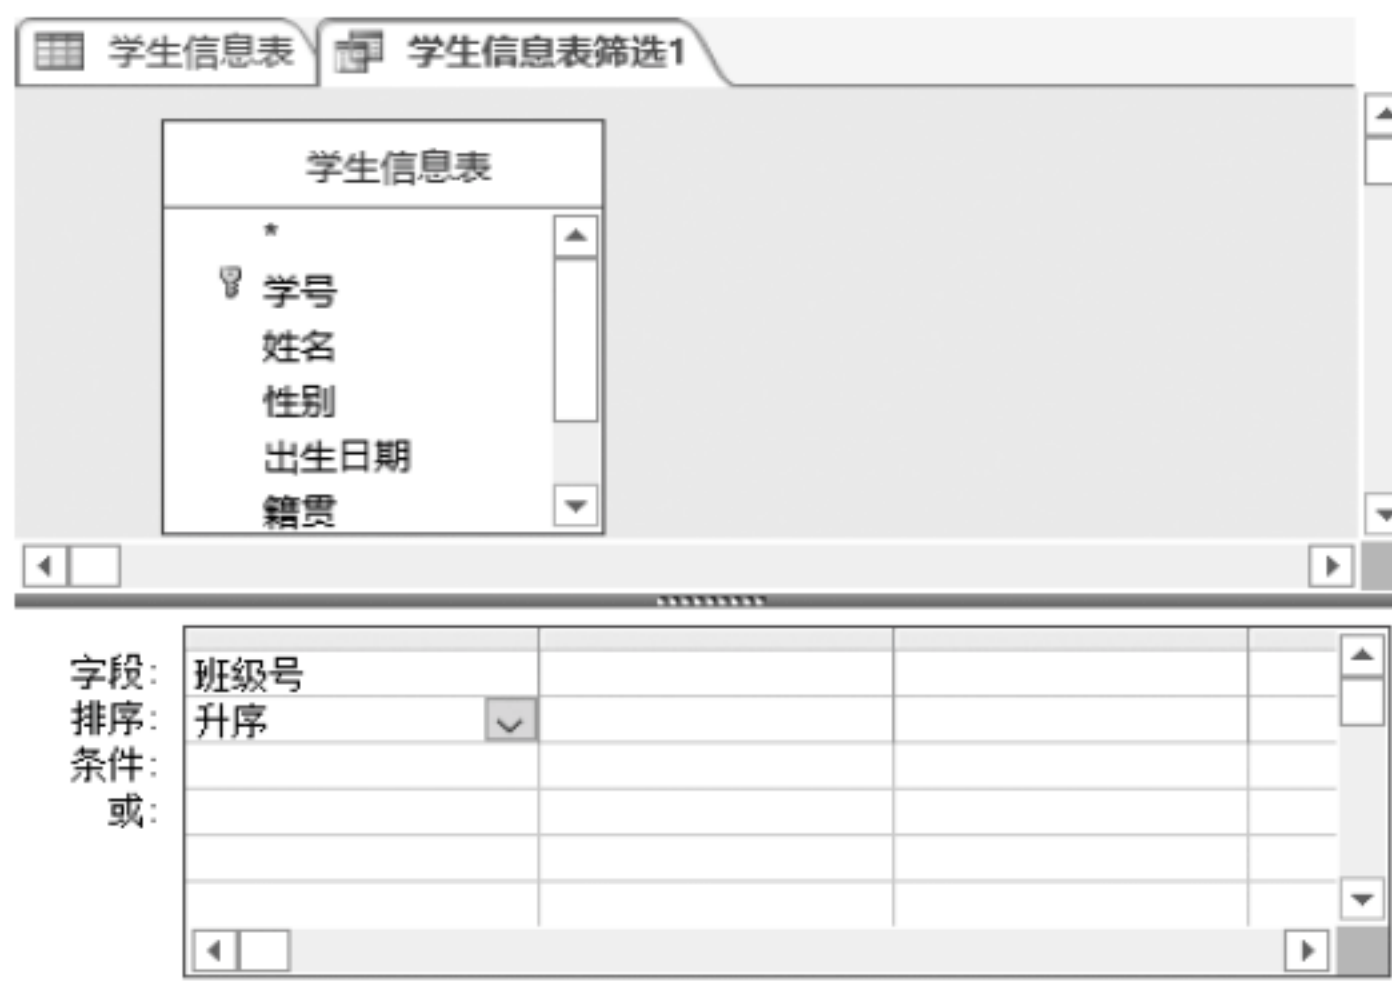 学生信息表 学生信息表筛选1
学生信息表
*
学号
姓名
性别
出生日期
籍贯
字段: 班级号
排序: 升序
条件:
或: